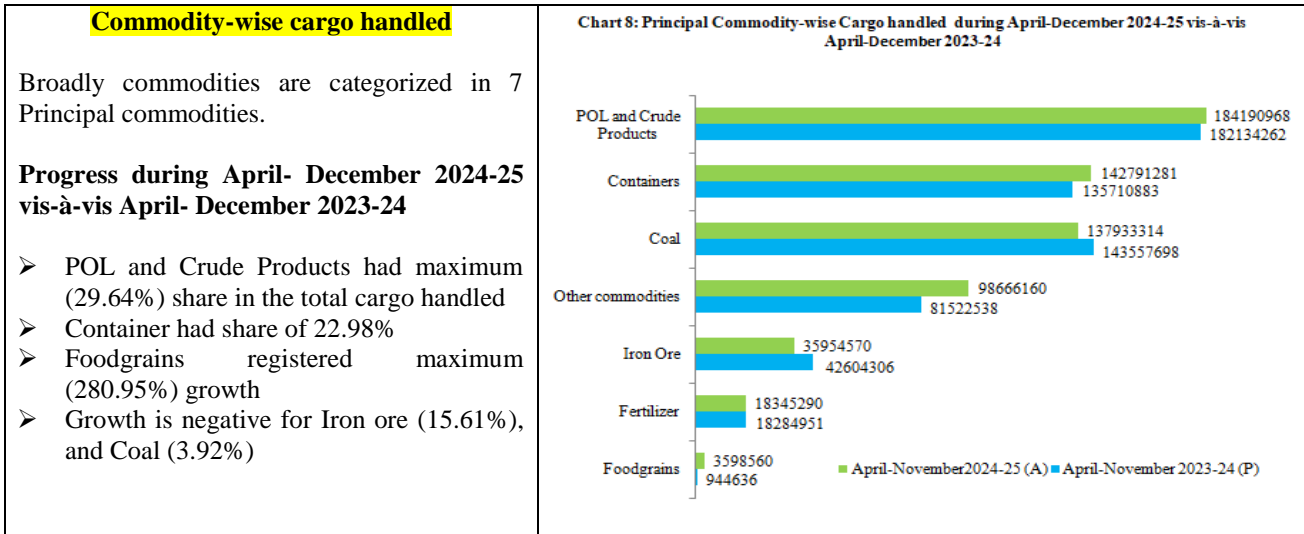 Commodity-wise cargo handled
Broadly commodities are categorized in 7
Principal commodities.
Progress during April- December 2024-25
vis-à-vis April- December 2023-24
➢ POL and Crude Products had maximum
(29.64%) share in the total cargo handled
➢ Container had share of 22.98%
➢ Foodgrains registered maximum
(280.95%) growth
➢ Growth is negative for Iron ore (15.61%),
and Coal (3.92%)
Chart 8: Principal Commodity-wise Cargo handled during April-December 2024-25 vis-à-vis
April-December 2023-24
POL and Crude
Products
184190968
182134262
Containers
142791281
135710883
Coal
137933314
143557698
Other commodities
98666160
81522538
Iron Ore
35954570
42604306
Fertilizer
18345290
18284951
Foodgrains
3598560
944636
April-November2024-25 (A)
April-November 2023-24 (P)